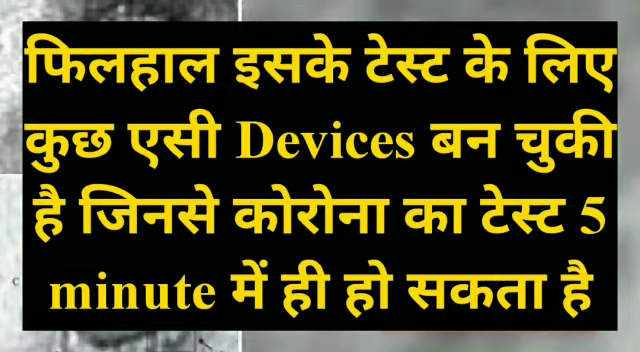 फिलहाल इसके टेस्ट के लिए
कुछ एसी Devices बन चुकी
है जिनसे कोरोना का टेस्ट 5
minute में ही हो सकता है